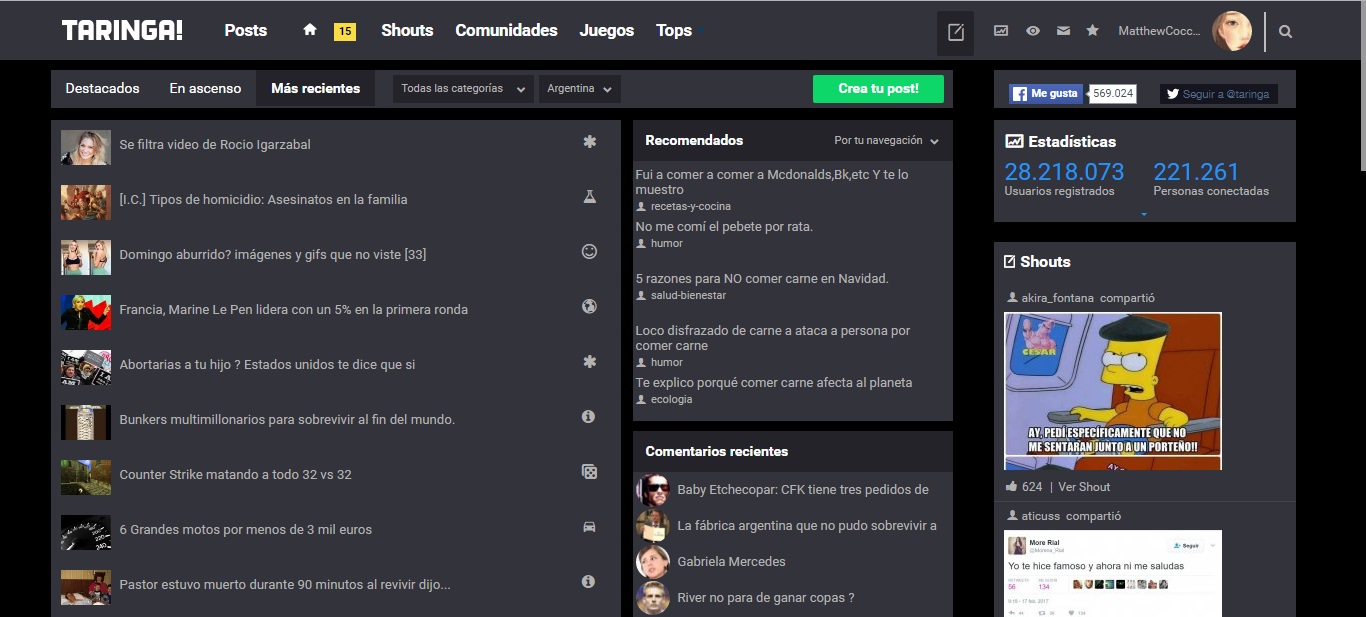 TARINGA! Posts 15 Shouts Comunidades Juegos Tops MatthewCocc...
Destacados En ascenso Más recientes Todas las categorías Argentina Crea tu post!
Se filtra video de Rocio Igarzabal
[I.C.] Tipos de homicidio: Asesinatos en la familia
Domingo aburrido? imágenes y gifs que no viste [33]
Francia, Marine Le Pen lidera con un 5% en la primera ronda
Abortarias a tu hijo ? Estados unidos te dice que si
Bunkers multimillonarios para sobrevivir al fin del mundo.
Counter Strike matando a todo 32 vs 32
6 Grandes motos por menos de 3 mil euros
Pastor estuvo muerto durante 90 minutos al revivir dijo...
Recomendados Por tu navegación
Fui a comer a comer a Mcdonalds,Bk,etc Y te lo
muestro
recetas-y-cocina
No me comí el pebete por rata.
humor
5 razones para NO comer carne en Navidad.
salud-bienestar
Loco disfrazado de carne a ataca a persona por
comer carne
humor
Te explico porqué comer carne afecta al planeta
ecologia
Comentarios recientes
Baby Etchecopar: CFK tiene tres pedidos de
La fábrica argentina que no pudo sobrevivir a
Gabriela Mercedes
River no para de ganar copas ?
Me gusta 569.024 Seguir a @taringa
Estadísticas
28.218.073 221.261
Usuarios registrados Personas conectadas
Shouts
akira_fontana compartió
CESAR
AY, PEDÍ ESPECÍFICAMENTE QUE NO
ME SENTARAN JUNTO A UN PORTEÑO!!
624 | Ver Shout
aticuss compartió
More Rial
@Morena_Rial
Seguir
Yo te hice famoso y ahora ni me saludas
56 134